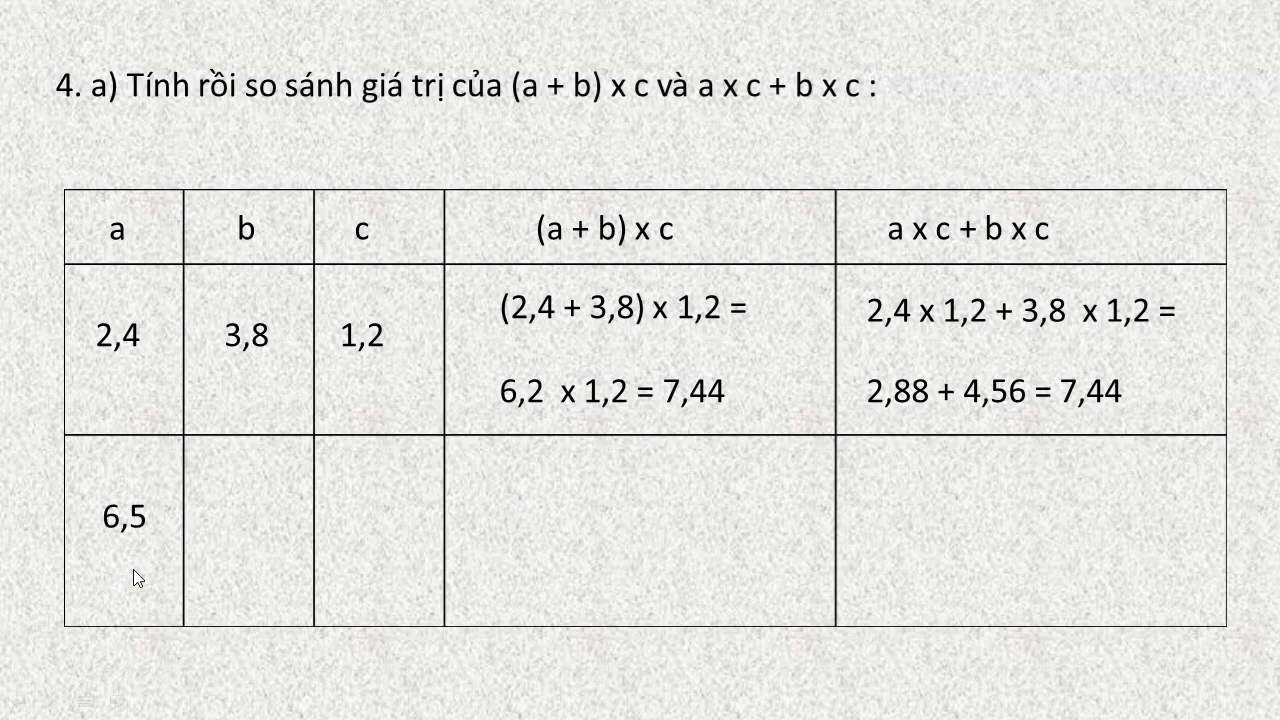 4. a) Tính rồi so sánh giá trị của (a + b) x c và a x c + b x c :
a b c (a + b) x c a x c + b x c
(2,4 + 3,8) x 1,2 = 2,4 x 1,2 + 3,8 x 1,2 =
2,4 3,8 1,2
6,2 x 1,2 = 7,44 2,88 + 4,56 = 7,44
6,5